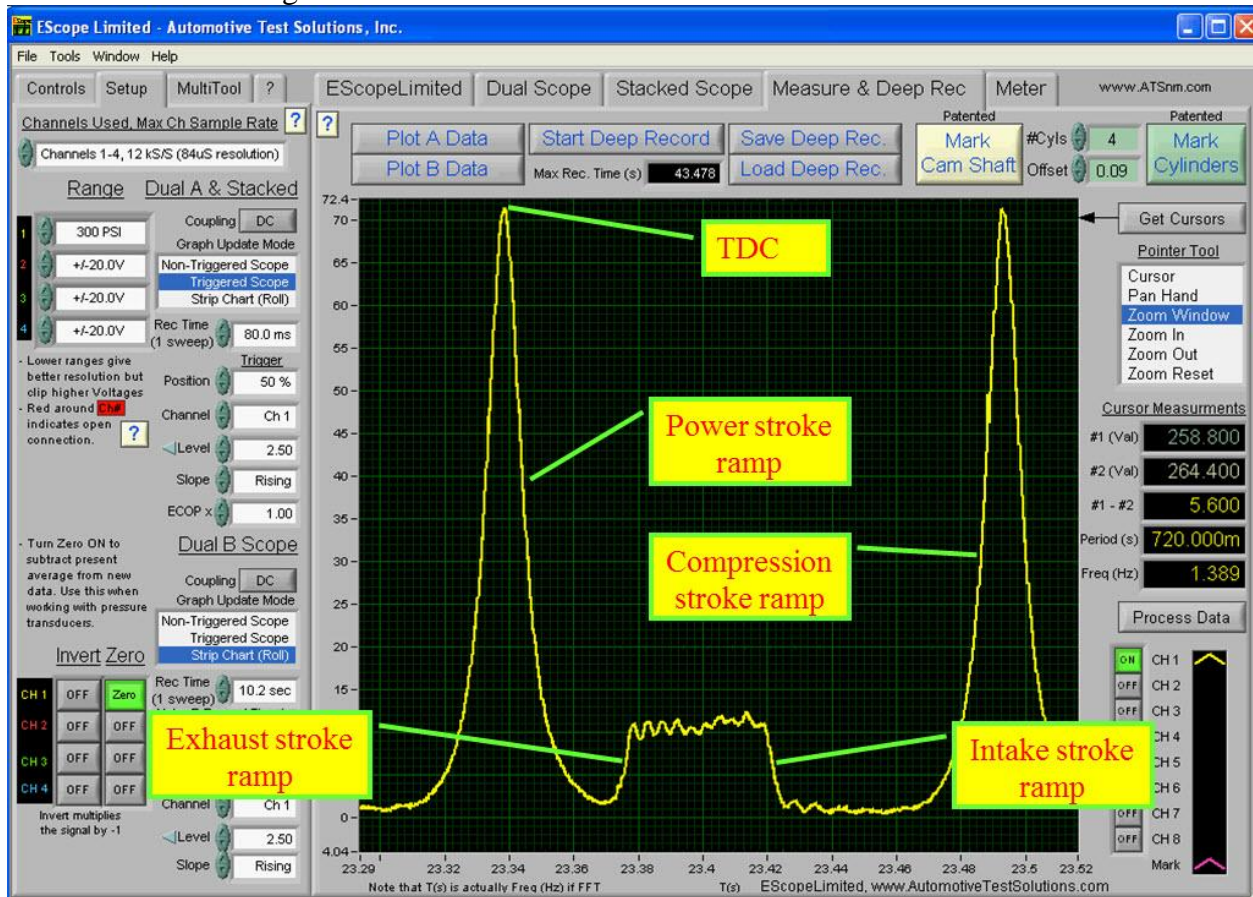 EScope Limited - Automotive Test Solutions, Inc.
File Tools Window Help
Controls Setup MultiTool ?
EScopeLimited Dual Scope Stacked Scope Measure & Deep Rec Meter www.ATSnm.com
Channels Used, Max Ch Sample Rate ?
Channels 1-4, 12 kS/S (84uS resolution)
Range Dual A & Stacked
1 300 PSI
2 +/-20.0V
3 +/-20.0V
4 +/-20.0V
Coupling DC
Graph Update Mode
Non-Triggered Scope
Triggered Scope
Strip Chart (Roll)
Rec Time
(1 sweep) 80.0 ms
- Lower ranges give
better resolution but
clip higher Voltages
- Red around Ch#
indicates open
connection. ?
Trigger
Position 50 %
Channel Ch 1
Level 2.50
Slope Rising
ECOP x 1.00
- Turn Zero ON to
subtract present
average from new
data. Use this when
working with pressure
transducers.
Dual B Scope
Coupling DC
Graph Update Mode
Non-Triggered Scope
Triggered Scope
Strip Chart (Roll)
Rec Time
(1 sweep) 10.2 sec
Invert Zero
CH 1 OFF Zero
CH 2 OFF OFF
CH 3 OFF OFF
CH 4 OFF OFF
Invert multiplies
the signal by -1
Channel Ch 1
Level 2.50
Slope Rising
?
Plot A Data Start Deep Record Save Deep Rec.
Plot B Data Max Rec. Time (s) 43.478 Load Deep Rec.
Patented
Mark
Cam Shaft
#Cyls 4
Offset 0.09
Patented
Mark
Cylinders
72.4
70
65
60
55
50
45
40
35
30
25
20
15
0
4.04
TDC
Power stroke
ramp
Compression
stroke ramp
Exhaust stroke
ramp
Intake stroke
ramp
23.29 23.32 23.34 23.36 23.38 23.4 23.42 23.44 23.46 23.48 23.5 23.52
Note that T(s) is actually Freq (Hz) if FFT T(s) EScopeLimited, www.AutomotiveTestSolutions.com
Get Cursors
Pointer Tool
Cursor
Pan Hand
Zoom Window
Zoom In
Zoom Out
Zoom Reset
Cursor Measurments
#1 (Val) 258.800
#2 (Val) 264.400
#1 - #2 5.600
Period (s) 720.000m
Freq (Hz) 1.389
Process Data
ON CH 1
OFF CH 2
OFF CH 3
CH 4
CH 5
CH 6
OFF CH 7
OFF CH 8
Mark